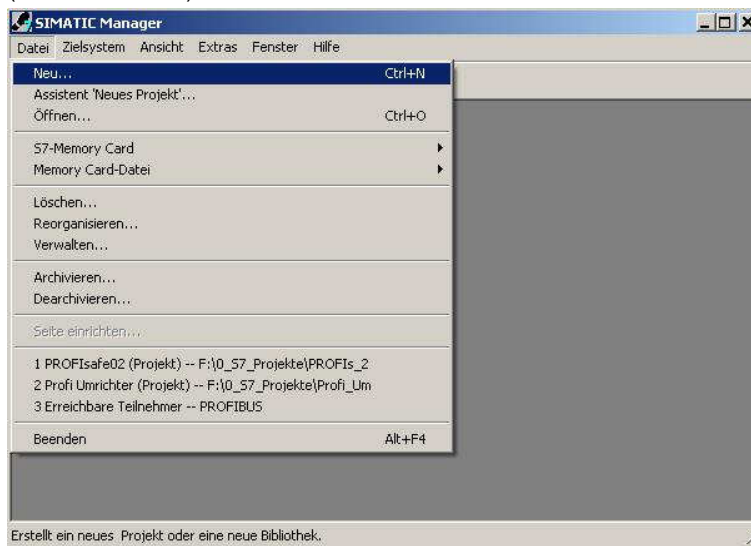 SIMATIC Manager
Datei Zielsystem Ansicht Extras Fenster Hilfe
Neu... Ctrl+N
Assistent 'Neues Projekt'...
Öffnen... Ctrl+O
S7-Memory Card
Memory Card-Datei
Löschen...
Reorganisieren...
Verwalten...
Archivieren...
Dearchivieren...
Seite einrichten...
1 PROFIsafe02 (Projekt) -- F:\0_S7_Projekte\PROFIs_2
2 Profi Umrichter (Projekt) -- F:\0_S7_Projekte\Profi_Um
3 Erreichbare Teilnehmer -- PROFIBUS
Beenden Alt+F4
Erstellt ein neues Projekt oder eine neue Bibliothek.